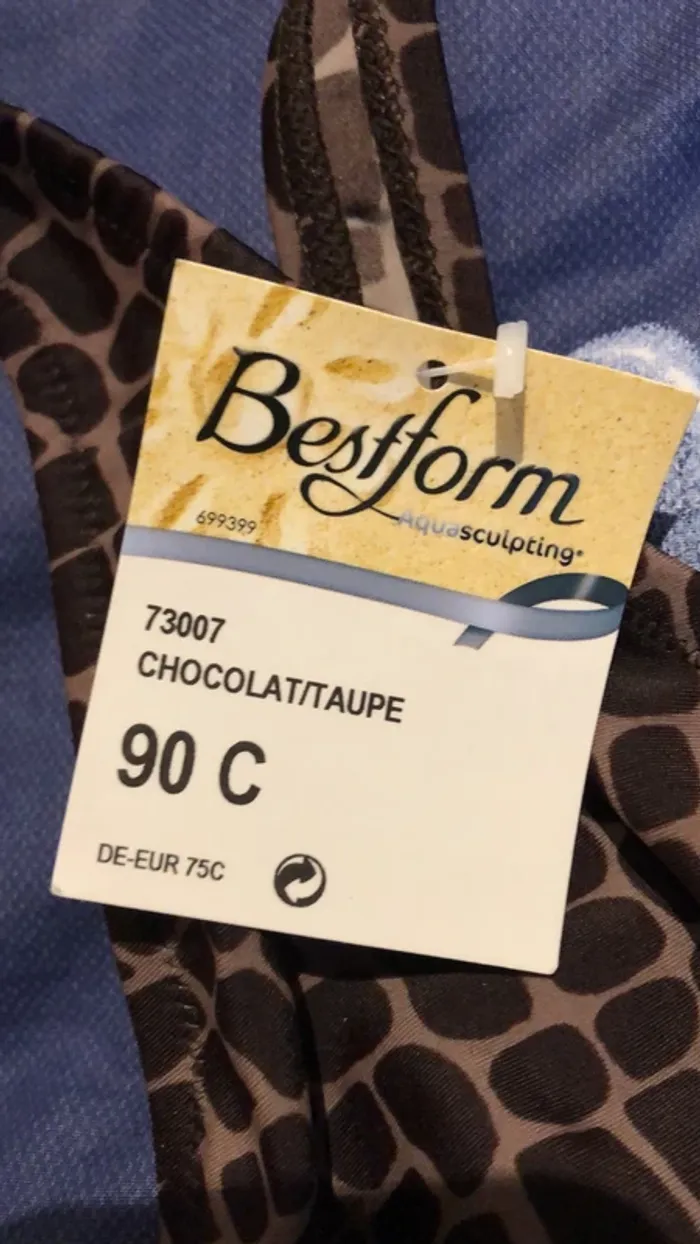 Bestform
Aquasculpting®
699399
73007
CHOCOLAT/TAUPE
90 C
DE-EUR 75C